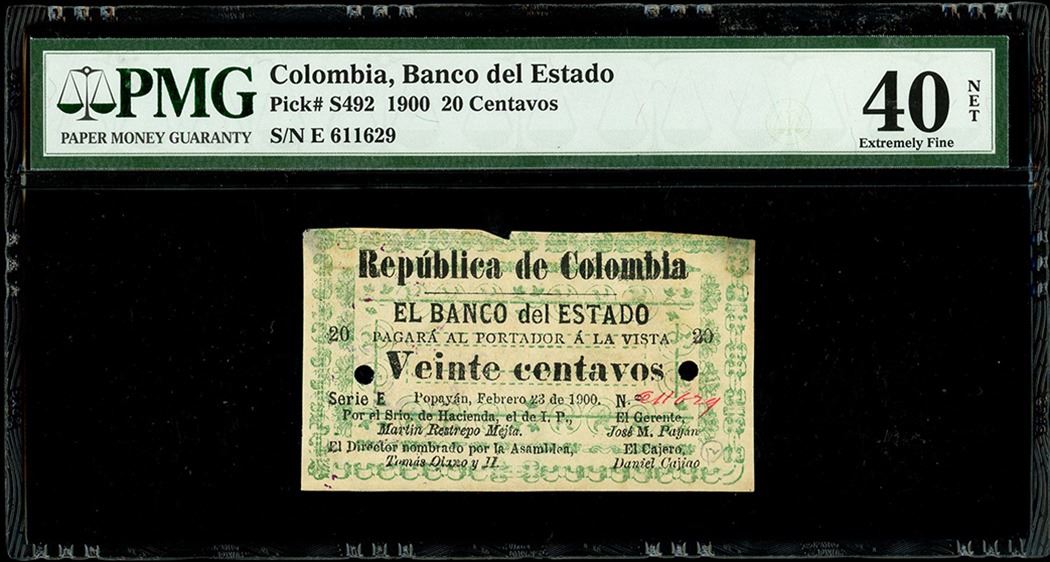 PMG
PAPER MONEY GUARANTY
Colombia, Banco del Estado
Pick# S492 1900 20 Centavos
S/N E 611629
40
NET
Extremely Fine
República de Colombia
EL BANCO del ESTADO
20 PAGARÁ AL PORTADOR Á LA VISTA 20
Veinte centavos
Serie E Popayán, Febrero 23 de 1900. N.º 611629
Por el Srio. de Hacienda, el de I. P., El Gerente,
Martin Restrepo Mejta. José M. Payán
El Director nombrado por la Asamblea, El Cajero,
Tomás Olano y H. Daniel Cajiao